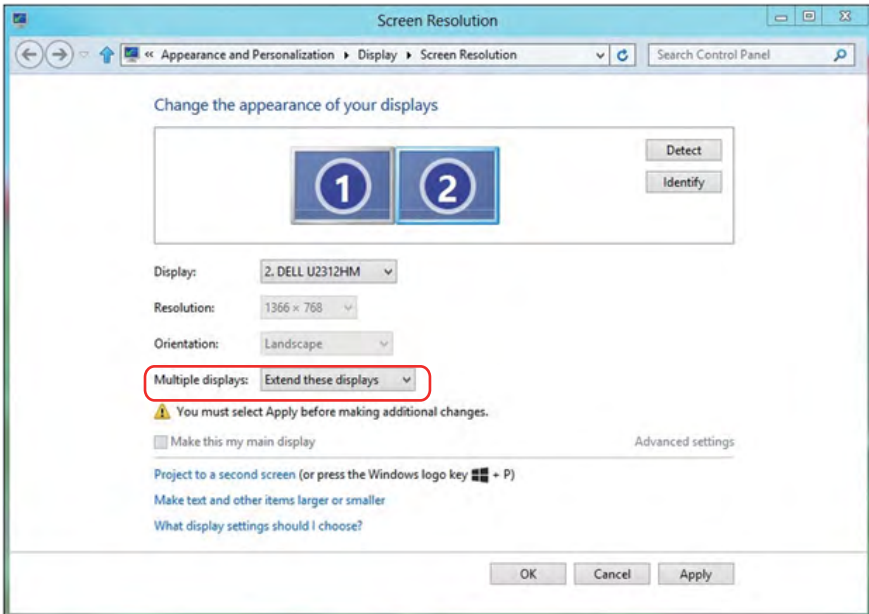 Screen Resolution
« Appearance and Personalization ▸ Display ▸ Screen Resolution
Search Control Panel
Change the appearance of your displays
1 2
Detect
Identify
Display: 2. DELL U2312HM
Resolution: 1366 × 768
Orientation: Landscape
Multiple displays: Extend these displays
You must select Apply before making additional changes.
Make this my main display Advanced settings
Project to a second screen (or press the Windows logo key + P)
Make text and other items larger or smaller
What display settings should I choose?
OK Cancel Apply